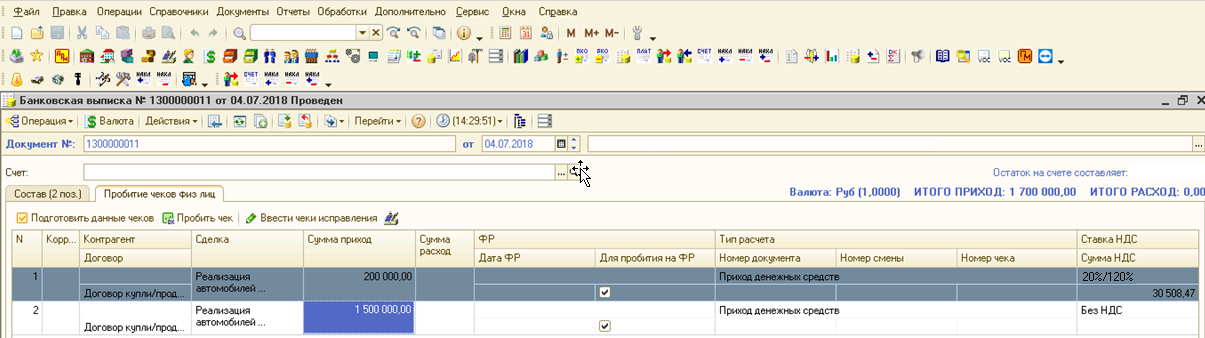 Файл Правка Операции Справочники Документы Отчеты Обработки Дополнительно Сервис Окна Справка
M M+ M−
Банковская выписка № 1300000011 от 04.07.2018 Проведен
Операция Валюта Действия Перейти (14:29:51)
Документ №: 1300000011 от 04.07.2018
Счет: ...
Остаток на счете составляет:
Состав (2 поз.) Пробитие чеков физ лиц
Валюта: Руб (1,0000) ИТОГО ПРИХОД: 1 700 000,00 ИТОГО РАСХОД: 0,00
Подготовить данные чеков Пробить чек Ввести чеки исправления
N Корр... Контрагент Сделка Сумма приход Сумма расход ФР Тип расчета Ставка НДС
Договор Дата ФР Для пробития на ФР Номер документа Номер смены Номер чека Сумма НДС
1 Реализация автомобилей ... 200 000,00 Приход денежных средств 20%/120%
Договор купли/прод... 30 508,47
2 Реализация автомобилей ... 1 500 000,00 Приход денежных средств Без НДС
Договор купли/прод...